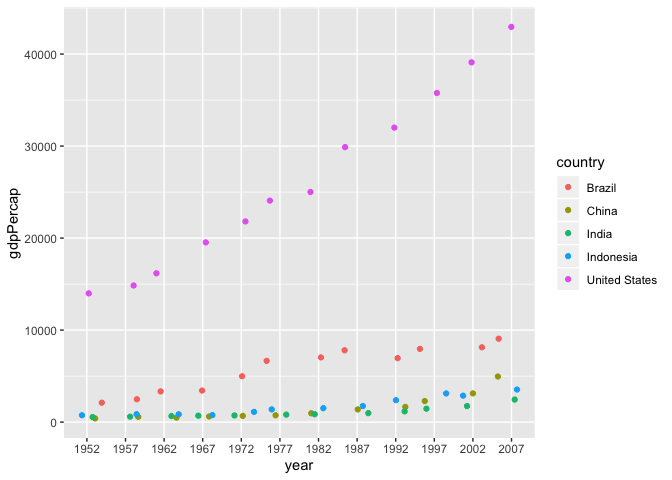 40000
30000
20000
10000
0
gdpPercap
1952 1957 1962 1967 1972 1977 1982 1987 1992 1997 2002 2007
year
country
Brazil
China
India
Indonesia
United States